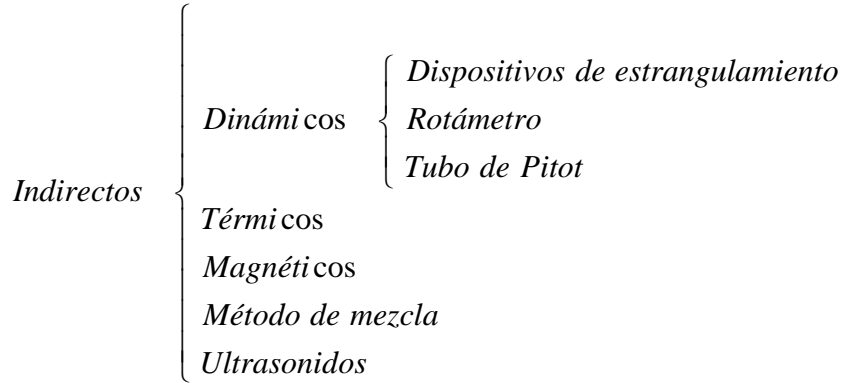 Dispositivos de estrangulamiento
Dinámicos
Rotámetro
Tubo de Pitot
Indirectos
Térmicos
Magnéticos
Método de mezcla
Ultrasonidos